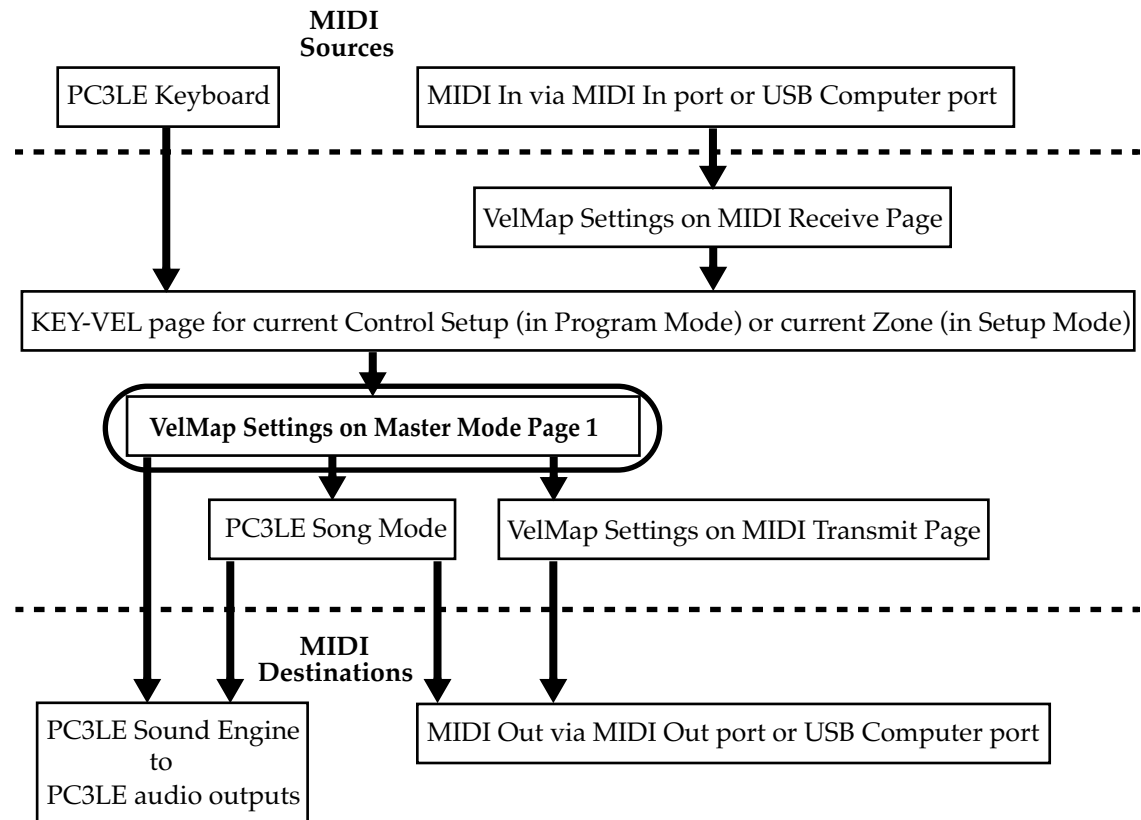 MIDI
Sources
PC3LE Keyboard
MIDI In via MIDI In port or USB Computer port
VelMap Settings on MIDI Receive Page
KEY-VEL page for current Control Setup (in Program Mode) or current Zone (in Setup Mode)
VelMap Settings on Master Mode Page 1
PC3LE Song Mode
VelMap Settings on MIDI Transmit Page
MIDI
Destinations
PC3LE Sound Engine
to
PC3LE audio outputs
MIDI Out via MIDI Out port or USB Computer port